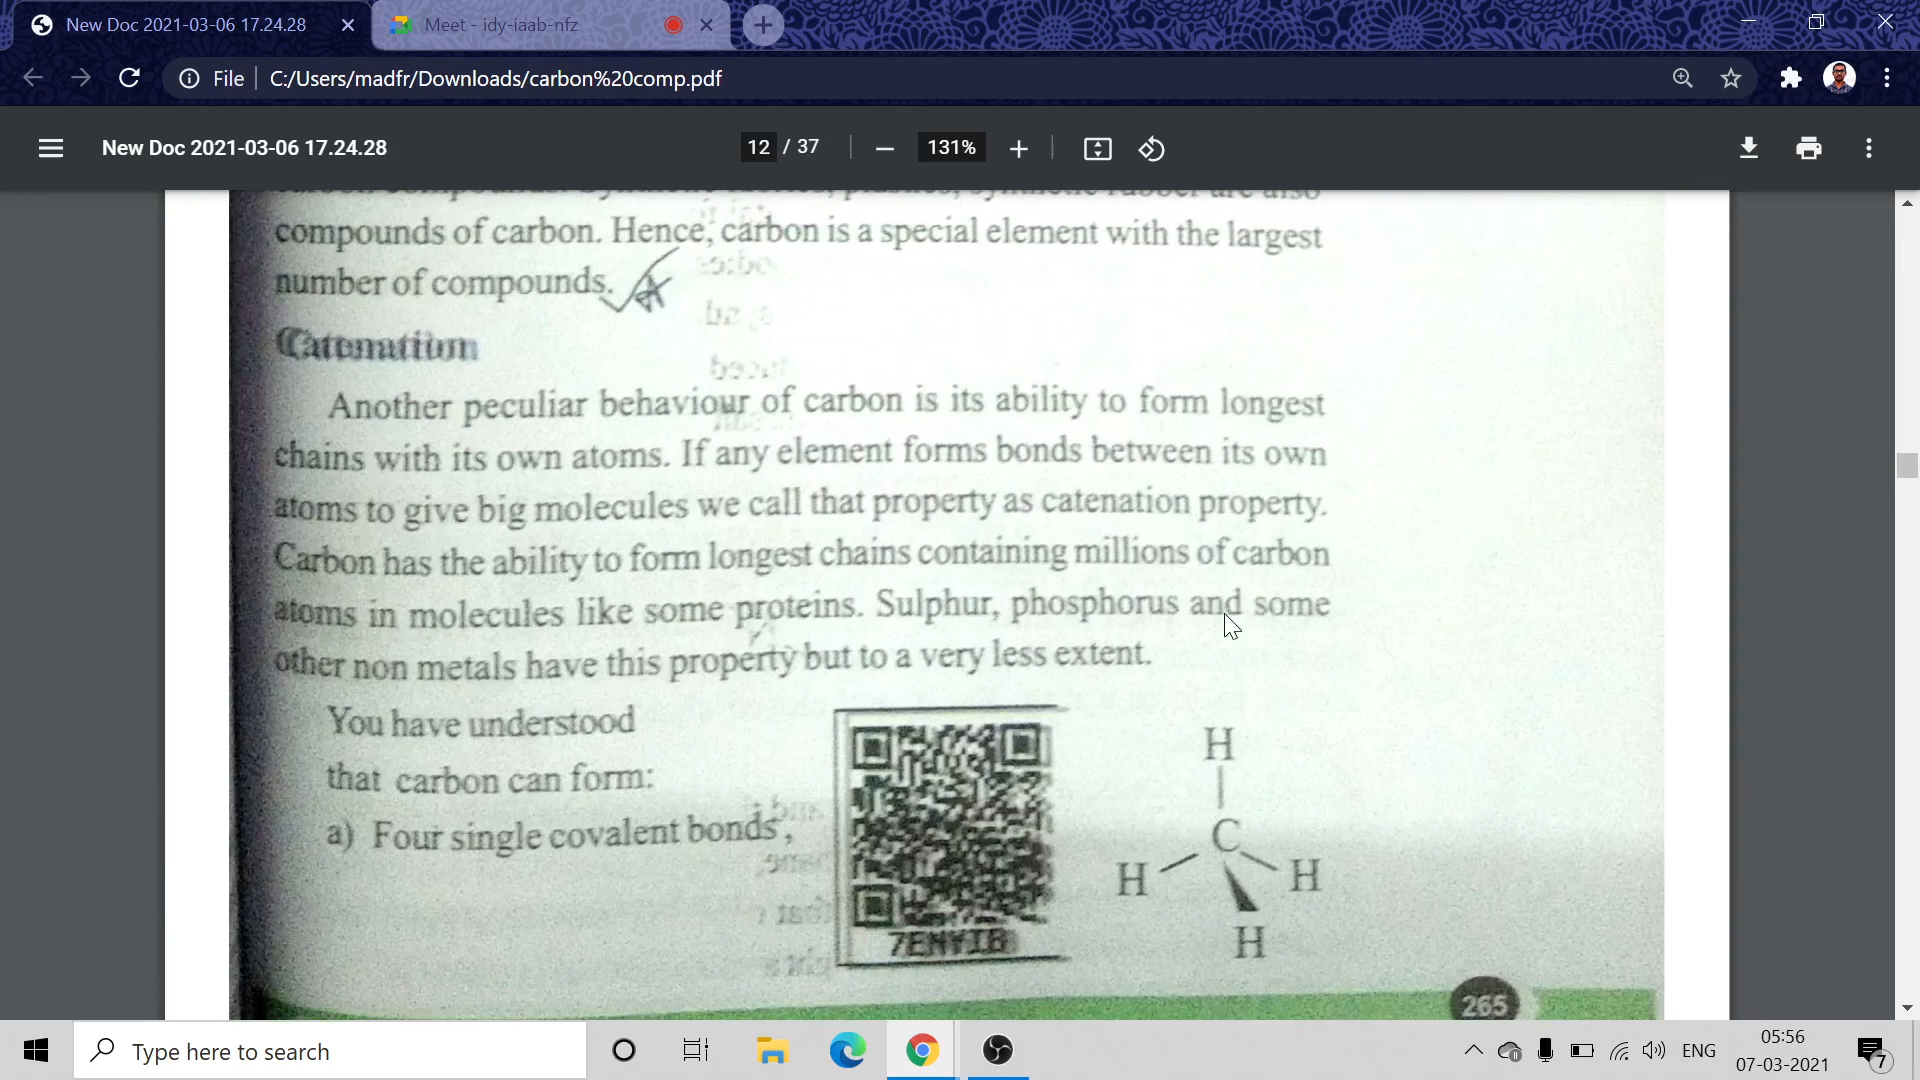 New Doc 2021-03-06 17.24.28
Meet - idy-iaab-nfz
File
C:/Users/madfr/Downloads/carbon%20comp.pdf
New Doc 2021-03-06 17.24.28
12 / 37
131%
rubber are also
compounds of carbon. Hence, carbon is a special element with the largest
number of compounds.
Catenation
Another peculiar behaviour of carbon is its ability to form longest
chains with its own atoms. If any element forms bonds between its own
atoms to give big molecules we call that property as catenation property.
Carbon has the ability to form longest chains containing millions of carbon
atoms in molecules like some proteins. Sulphur, phosphorus and some
other non metals have this property but to a very less extent.
You have understood
that carbon can form:
a) Four single covalent bonds,
H
C
H
H
H
265
Type here to search
ENG
05:56
07-03-2021
7